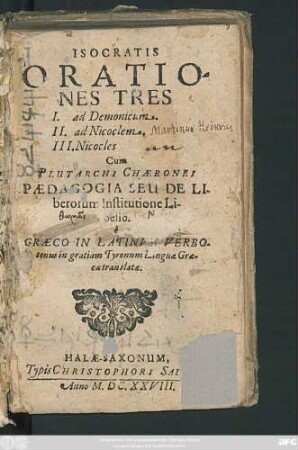 ISOCRATIS
ORATIO-
NES TRES
I. ad Demonicum.
II. ad Nicoclem.
III. Nicocles
Cum
PLUTARCHI CHÆRONEI
PÆDAGOGIA SEU DE LI
berorum Institutione Li-
bello.
è
GRÆCO IN LATINUM VERBO-
tenus in gratiam Tyronum Linguæ Græ-
cæ translatæ.
HALÆ-SAXONUM,
Typis CHRISTOPHORI SAL
Anno M. DC. XXVIII.